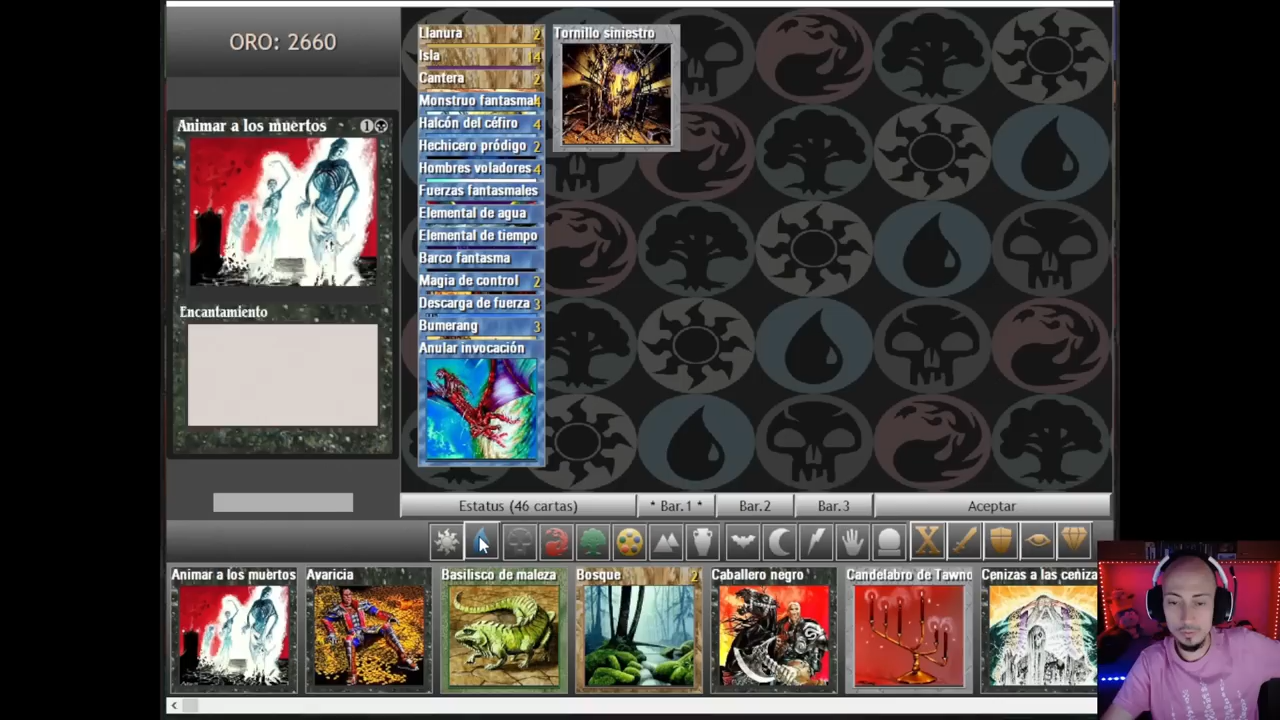 ORO: 2660
Animar a los muertos 1
Encantamiento
Llanura 2
Isla 14
Cantera 2
Monstruo fantasmal 4
Halcón del céfiro 4
Hechicero pródigo 2
Hombres voladores 4
Fuerzas fantasmales
Elemental de agua
Elemental de tiempo
Barco fantasma
Magia de control 2
Descarga de fuerza 3
Bumerang 3
Anular invocación
Tornillo siniestro
Estatus (46 cartas)
* Bar.1 *
Bar.2
Bar.3
Aceptar
X
Animar a los muertos
Avaricia
Basilisco de maleza
Bosque 2
Caballero negro
Candelabro de Tawno
Cenizas a las ceniza